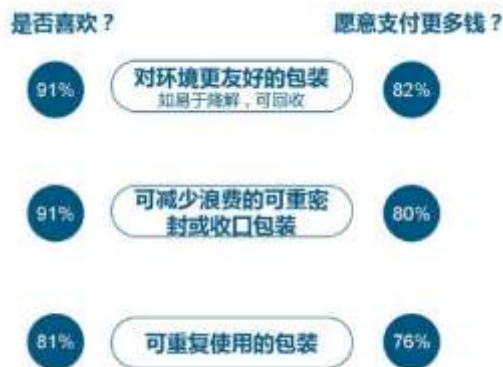 是否喜欢？ 愿意支付更多钱？
91% 对环境更友好的包装 82%
如易于降解，可回收
91% 可减少浪费的可重密 80%
封或收口包装
81% 可重复使用的包装 76%